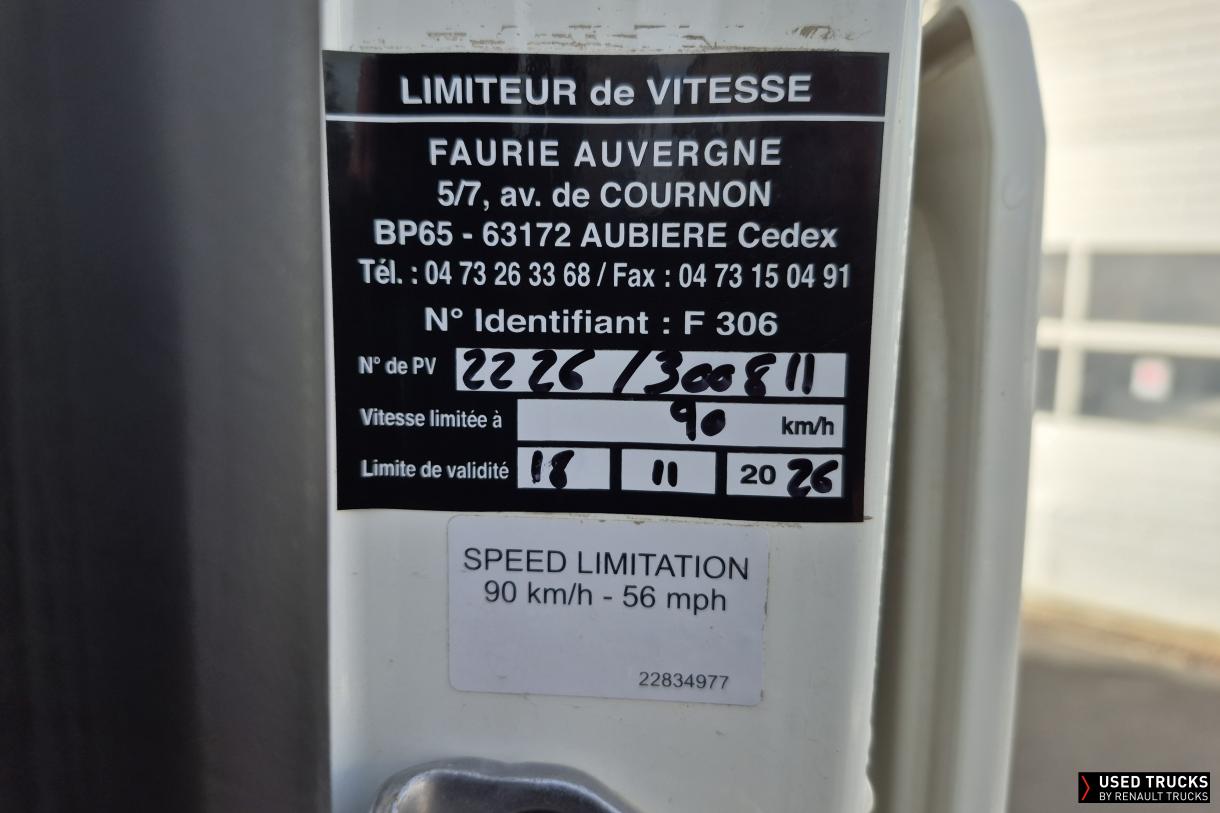 LIMITEUR de VITESSE
FAURIE AUVERGNE
5/7, av. de COURNON
BP65 - 63172 AUBIERE Cedex
Tél. : 04 73 26 33 68 / Fax : 04 73 15 04 91
N° Identifiant : F 306
N° de PV 2226/300811
Vitesse limitée à 90 km/h
Limite de validité 18 11 20 26
SPEED LIMITATION
90 km/h - 56 mph
22834977
USED TRUCKS
BY RENAULT TRUCKS